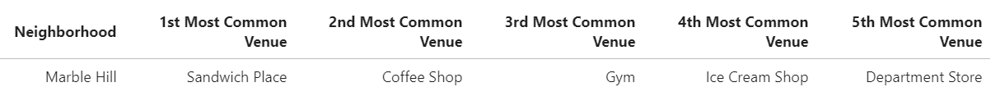 Neighborhood 1st Most Common Venue 2nd Most Common Venue 3rd Most Common Venue 4th Most Common Venue 5th Most Common Venue
Marble Hill Sandwich Place Coffee Shop Gym Ice Cream Shop Department Store